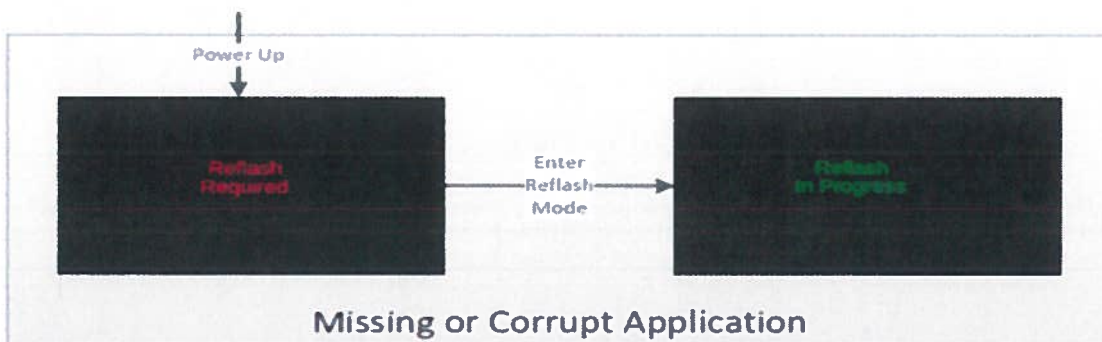 Power Up
Reflash
Required
Enter
Reflash
Mode
Reflash
In Progress
Missing or Corrupt Application